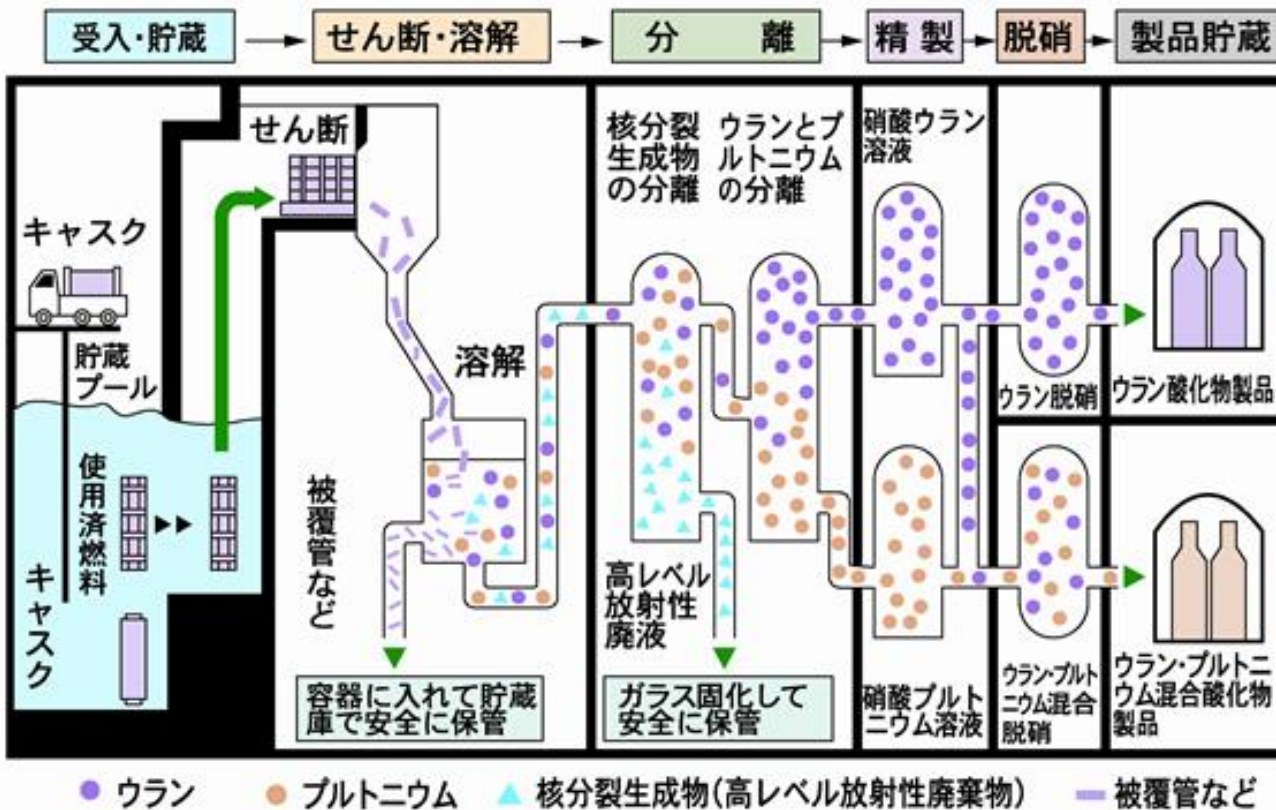 受入・貯蔵
せん断・溶解
分離
精製
脱硝
製品貯蔵
せん断
キャスク
貯蔵
プール
使用済燃料
キャスク
溶解
被覆管など
容器に入れて貯蔵
庫で安全に保管
核分裂
生成物
の分離
ウランとプ
ルトニウム
の分離
高レベル
放射性
廃液
ガラス固化して
安全に保管
硝酸ウラン
溶液
硝酸プルト
ニウム溶液
ウラン脱硝
ウラン・プルト
ニウム混合
脱硝
ウラン酸化物製品
ウラン・プルトニ
ウム混合酸化物
製品
ウラン
プルトニウム
核分裂生成物(高レベル放射性廃棄物)
被覆管など